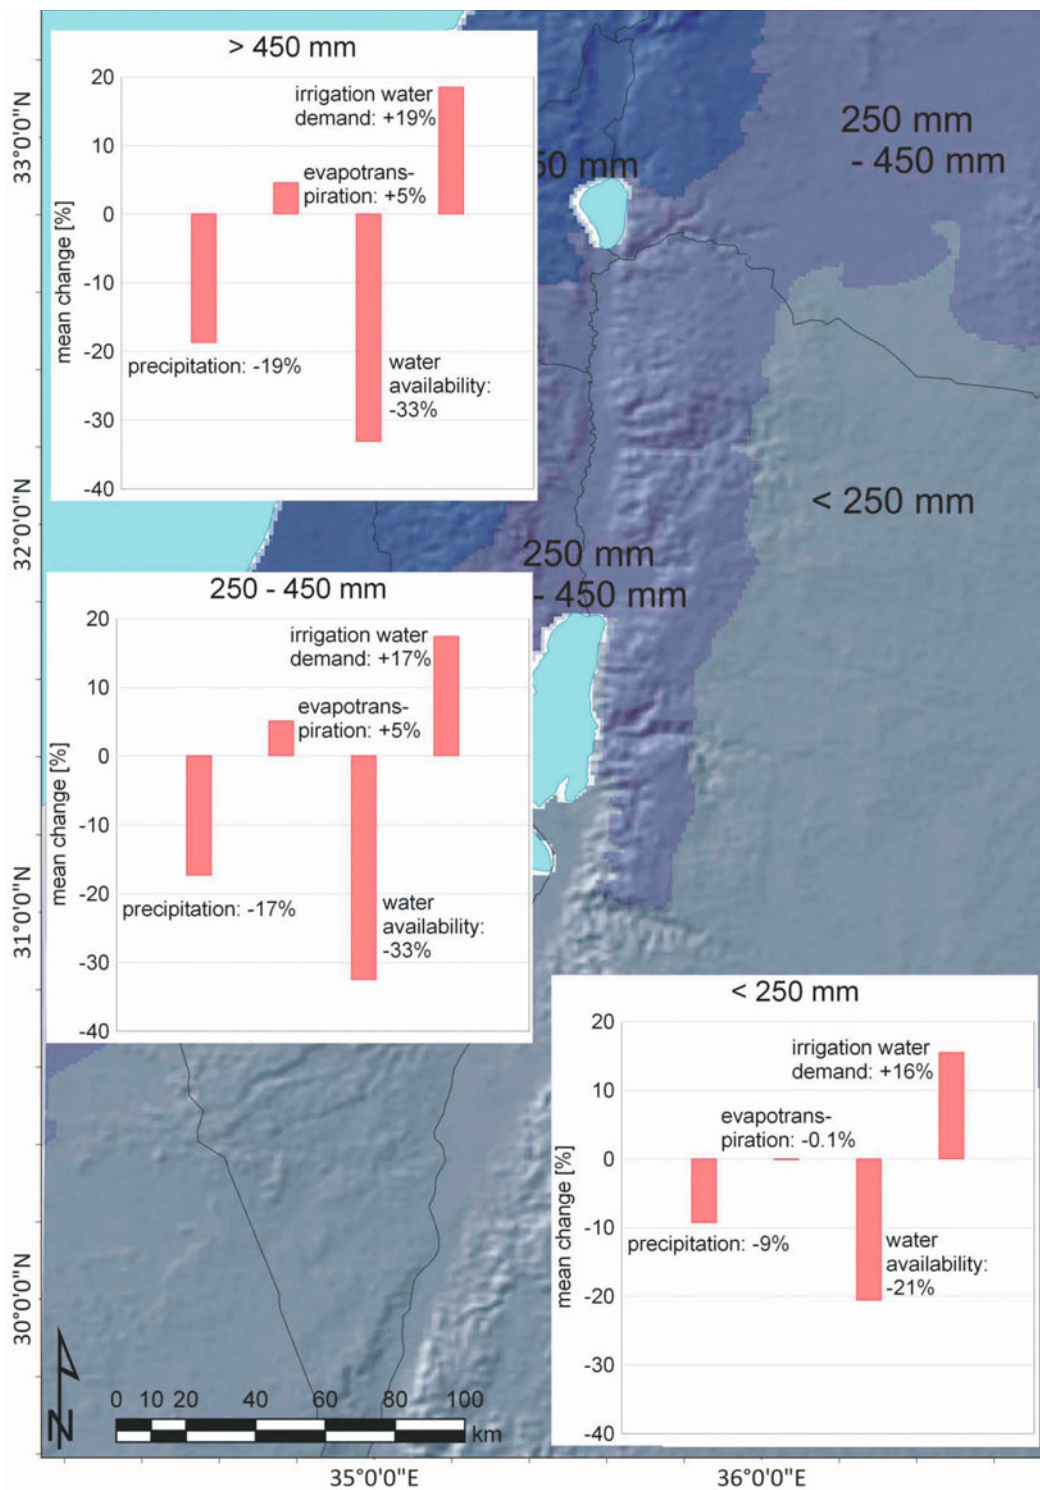 > 450 mm
20
10
0
-10
-20
-30
-40
mean change [%]
irrigation water
demand: +19%
evapotrans-
piration: +5%
precipitation: -19%
water
availability:
-33%
250 mm
- 450 mm
50 mm
< 250 mm
250 mm
- 450 mm
250 - 450 mm
20
10
0
-10
-20
-30
-40
mean change [%]
irrigation water
demand: +17%
evapotrans-
piration: +5%
precipitation: -17%
water
availability:
-33%
< 250 mm
20
10
0
-10
-20
-30
-40
mean change [%]
irrigation water
demand: +16%
evapotrans-
piration: -0.1%
precipitation: -9%
water
availability:
-21%
33°0'0"N
32°0'0"N
31°0'0"N
30°0'0"N
N
0 10 20 40 60 80 100
km
35°0'0"E
36°0'0"E